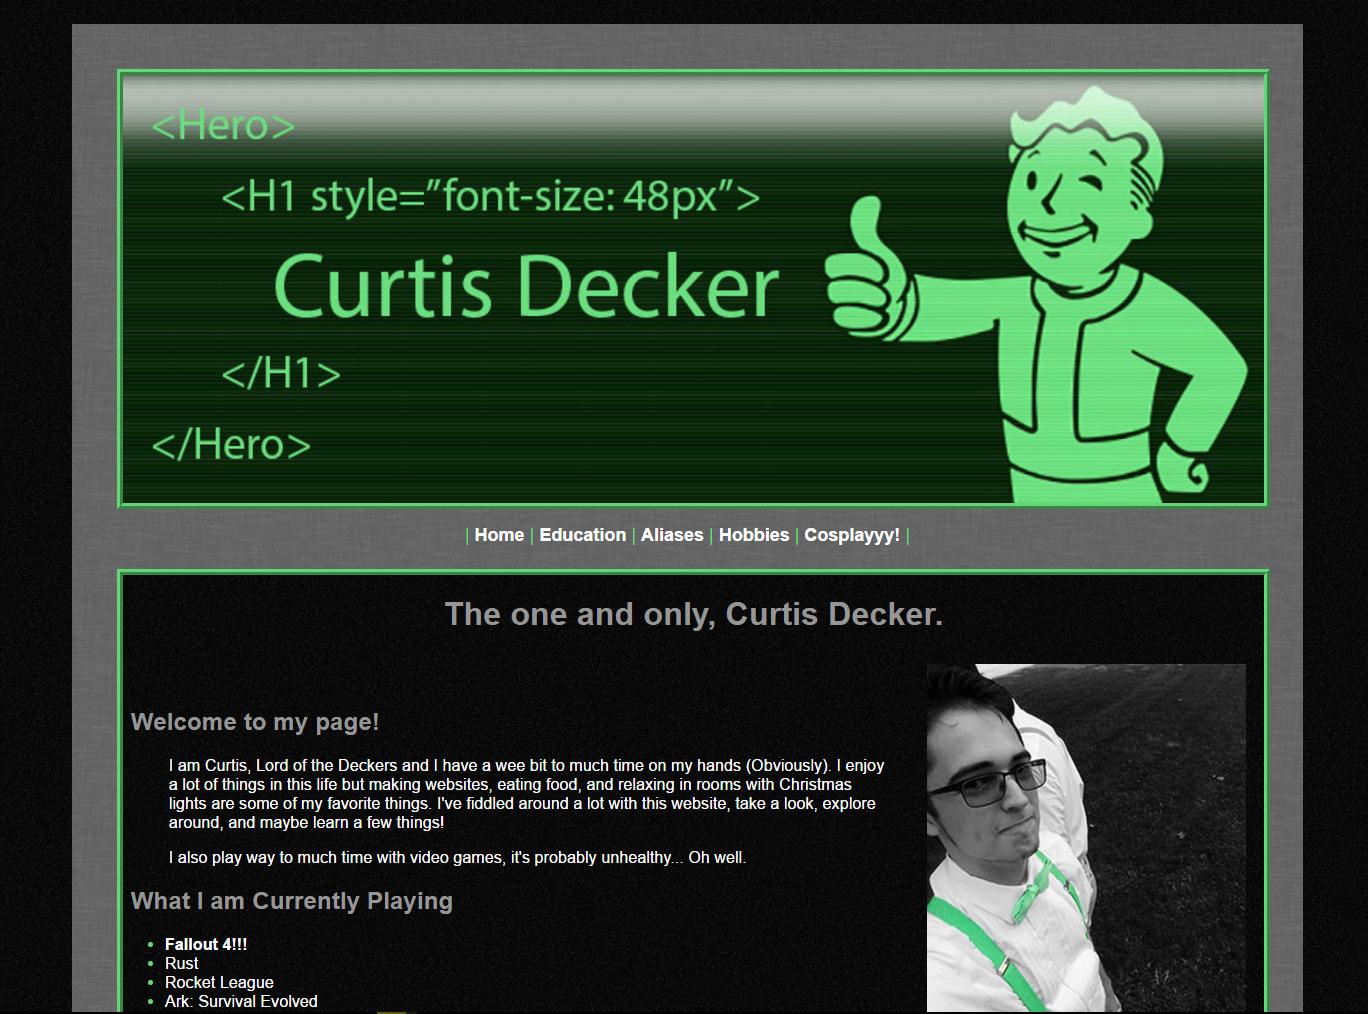 <Hero>
<H1 style=”font-size: 48px”>
Curtis Decker
</H1>
</Hero>
| Home | Education | Aliases | Hobbies | Cosplayyy! |
The one and only, Curtis Decker.
Welcome to my page!
I am Curtis, Lord of the Deckers and I have a wee bit to much time on my hands (Obviously). I enjoy
a lot of things in this life but making websites, eating food, and relaxing in rooms with Christmas
lights are some of my favorite things. I've fiddled around a lot with this website, take a look, explore
around, and maybe learn a few things!
I also play way to much time with video games, it's probably unhealthy... Oh well.
What I am Currently Playing
• Fallout 4!!!
• Rust
• Rocket League
• Ark: Survival Evolved